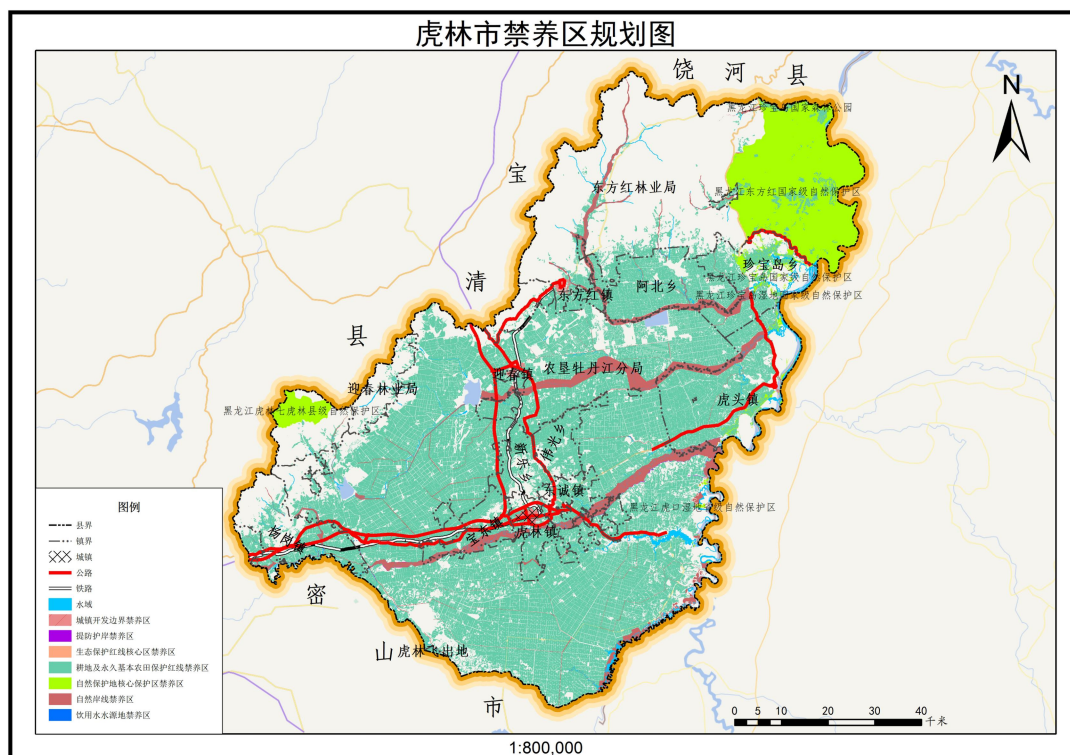 虎林市禁养区规划图
饶河县
N
黑龙江珍宝岛国家森林公园
宝
东方红林业局
黑龙江东方红国家级自然保护区
清
珍宝岛乡
黑龙江珍宝岛国家级自然保护区
阿北乡
东方红镇
黑龙江珍宝岛湿地国家级自然保护区
县
迎春镇
农垦牡丹江分局
迎春林业局
虎头镇
黑龙江虎林七虎林县级自然保护区
伟光乡
新乐乡
东诚镇
黑龙江虎口湿地省级自然保护区
虎林镇
宝东镇
杨岗镇
密
山
虎林飞出地
市
图例
县界
镇界
城镇
公路
铁路
水域
城镇开发边界禁养区
提防护岸禁养区
生态保护红线核心区禁养区
耕地及永久基本农田保护红线禁养区
自然保护地核心保护区禁养区
自然岸线禁养区
饮用水水源地禁养区
0 5 10 20 30 40
千米
1:800,000